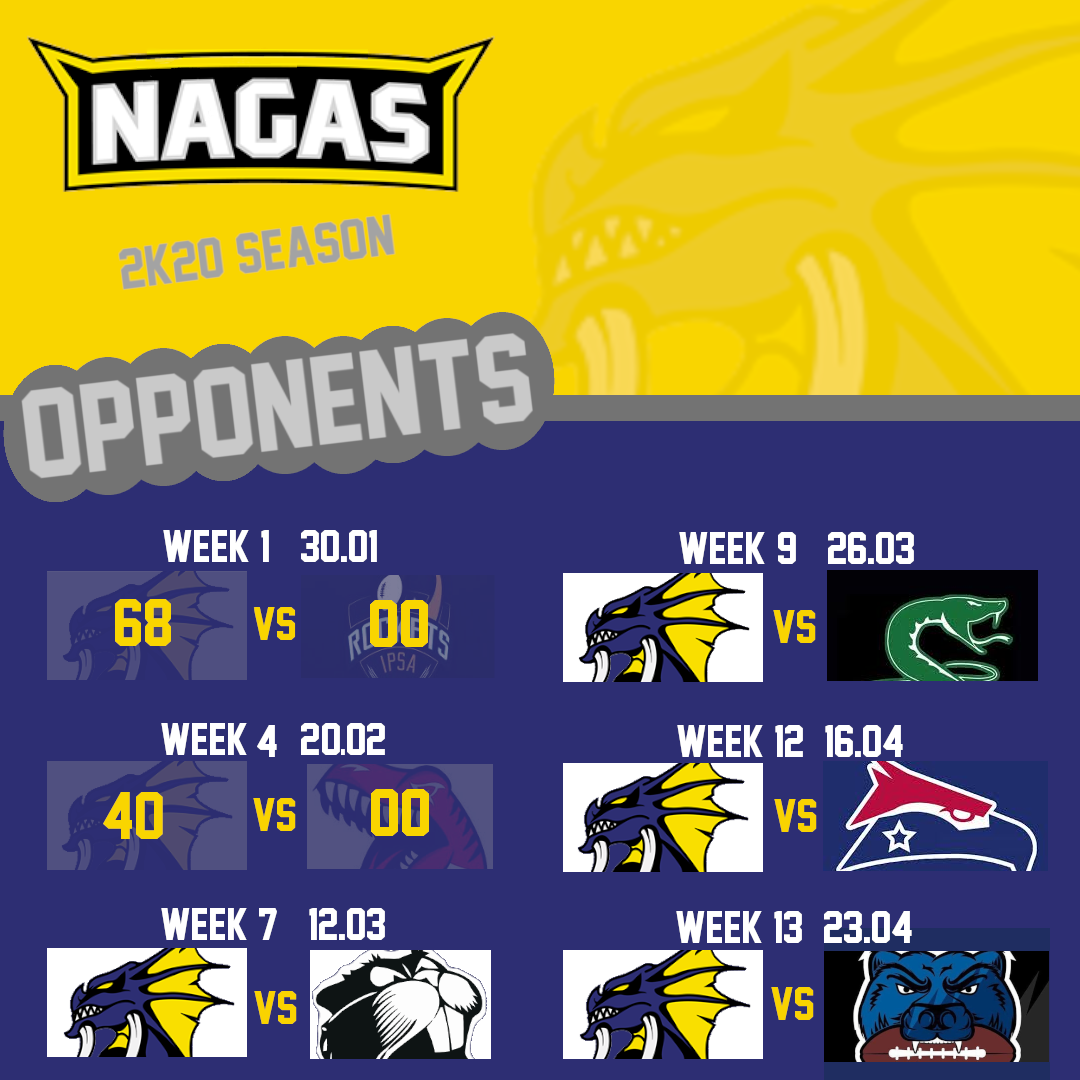 NAGAS
2K20 SEASON
OPPONENTS
WEEK 1 30.01
68 VS 00
IPSA
WEEK 4 20.02
40 VS 00
WEEK 7 12.03
VS
WEEK 9 26.03
VS
WEEK 12 16.04
VS
WEEK 13 23.04
VS